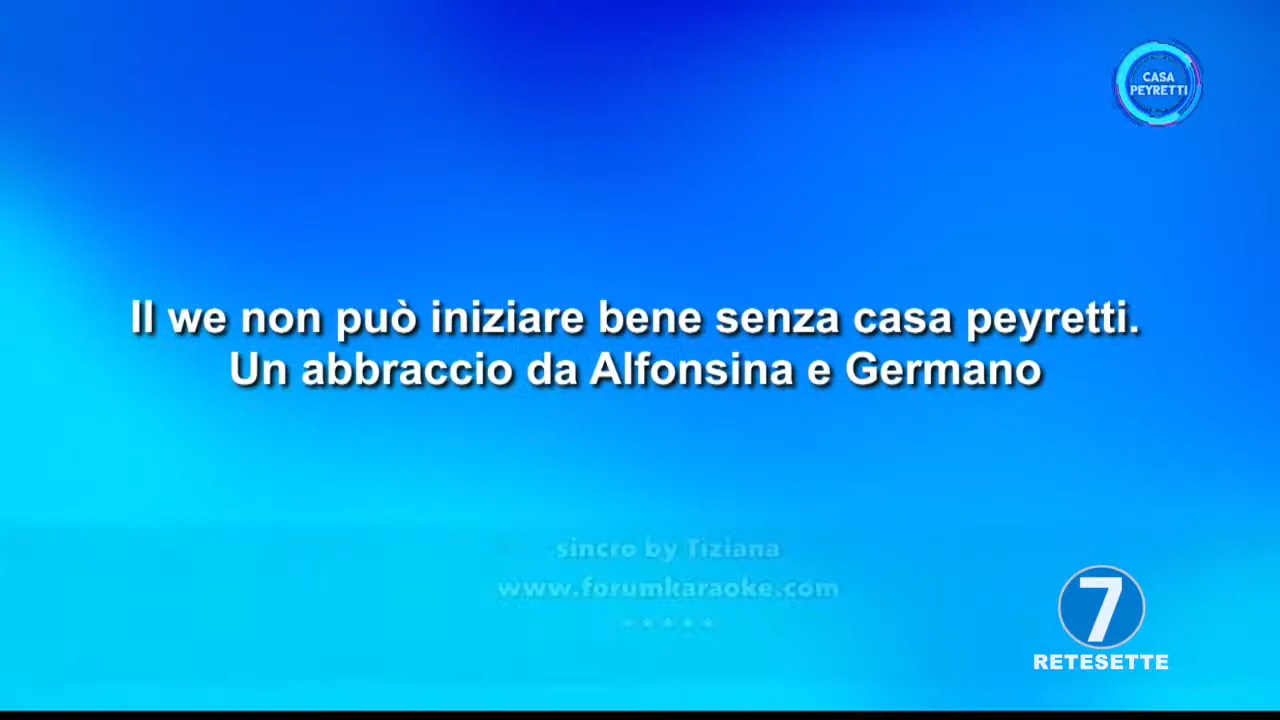 CASA
PEYRETTI
Il we non può iniziare bene senza casa peyretti.
Un abbraccio da Alfonsina e Germano
sincro by Tiziana
www.forumkaraoke.com
* * * * *
7
RETESETTE